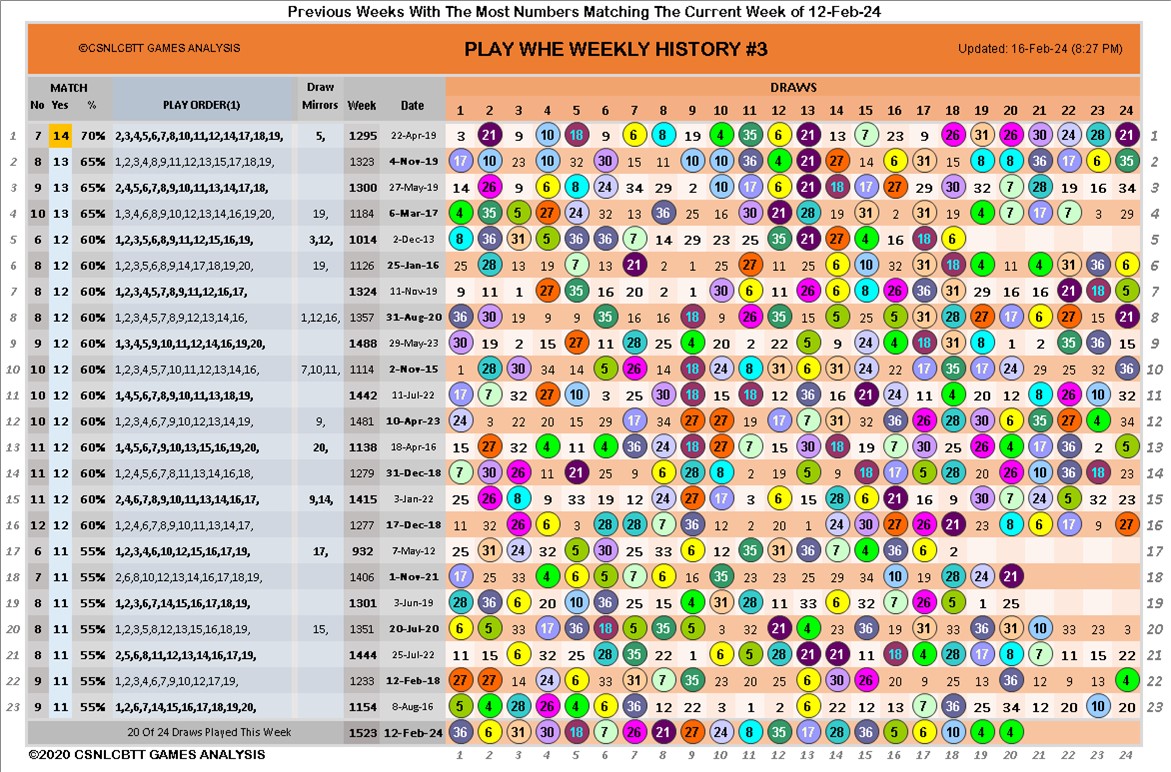 Previous Weeks With The Most Numbers Matching The Current Week of 12-Feb-24
©CSNLCBTT GAMES ANALYSIS PLAY WHE WEEKLY HISTORY #3 Updated: 16-Feb-24 (8:27 PM)
MATCH Draw DRAWS
No Yes % PLAY ORDER(1) Mirrors Week Date 1 2 3 4 5 6 7 8 9 10 11 12 13 14 15 16 17 18 19 20 21 22 23 24
1 7 14 70% 2,3,4,5,6,7,8,10,11,12,14,17,18,19, 5, 1295 22-Apr-19 3 21 9 10 18 9 6 8 19 4 35 6 21 13 7 23 9 26 31 26 30 24 28 21 1
2 8 13 65% 1,2,3,4,8,9,11,12,13,15,17,18,19, 1323 4-Nov-19 17 10 23 10 32 30 15 11 10 10 36 4 21 27 14 6 31 15 8 8 36 17 6 35 2
3 9 13 65% 2,4,5,6,7,8,9,10,11,13,14,17,18, 1300 27-May-19 14 26 9 6 8 24 34 29 2 10 17 6 21 18 17 27 29 30 32 7 28 19 16 34 3
4 10 13 65% 1,3,4,6,8,9,10,12,13,14,16,19,20, 19, 1184 6-Mar-17 4 35 5 27 24 32 13 36 25 16 30 21 28 19 31 2 31 19 4 7 17 7 3 29 4
5 6 12 60% 1,2,3,5,6,8,9,11,12,15,16,19, 3,12, 1014 2-Dec-13 8 36 31 5 36 36 7 14 29 23 25 35 21 27 4 16 18 6 5
6 8 12 60% 1,2,3,5,6,8,9,14,17,18,19,20, 19, 1126 25-Jan-16 25 28 13 19 7 13 21 2 1 25 27 11 25 6 10 32 31 18 4 11 4 31 36 6 6
7 8 12 60% 1,2,3,4,5,7,8,9,11,12,16,17, 1324 11-Nov-19 9 11 1 27 35 16 20 2 1 30 6 11 26 6 8 26 36 31 29 16 16 21 18 5 7
8 8 12 60% 1,2,3,4,5,7,8,9,12,13,14,16, 1,12,16, 1357 31-Aug-20 36 30 19 9 9 35 16 9 18 11 26 35 15 5 25 5 31 28 27 17 6 27 15 21 8
9 9 12 60% 1,3,4,5,9,10,11,12,14,16,19,20, 1488 29-May-23 30 19 2 15 27 11 28 25 4 20 2 22 5 9 24 4 18 31 8 1 9 35 36 15 9
10 10 12 60% 1,2,3,4,5,7,10,11,12,13,14,16, 7,10,11, 1114 2-Nov-15 11 28 30 34 14 5 26 14 18 24 8 31 6 31 24 22 17 35 17 24 29 25 32 36 10
11 10 12 60% 1,4,5,6,7,8,9,10,11,13,18,19, 1442 11-Jul-22 17 7 32 27 10 3 25 30 18 15 18 12 36 15 21 24 11 4 20 12 8 26 10 32 11
12 10 12 60% 1,2,3,4,6,7,9,10,12,13,14,19, 9, 1481 10-Apr-23 24 3 22 20 15 29 17 34 27 27 12 17 7 31 32 36 26 28 30 6 35 27 4 34 12
13 11 12 60% 1,4,5,6,7,9,10,13,15,16,19,20, 20, 1138 18-Apr-16 15 27 32 4 11 4 36 24 18 27 7 15 30 18 19 7 30 25 26 4 17 36 2 5 13
14 11 12 60% 1,2,4,5,6,7,8,11,13,14,16,18, 1279 31-Dec-18 7 30 26 11 21 14 9 6 28 8 2 19 5 9 18 17 5 28 20 26 10 36 18 23 14
15 11 12 60% 2,4,6,7,8,9,10,11,13,14,16,17, 9,14, 1415 3-Jan-22 25 26 8 9 33 19 12 24 27 17 3 6 15 28 6 21 16 9 30 7 24 5 32 23 15
16 12 12 60% 1,2,4,6,7,8,9,10,11,13,14,17, 1277 17-Dec-18 11 32 26 6 3 28 28 7 36 12 2 20 1 24 30 27 26 21 23 8 6 17 9 27 16
17 6 11 55% 1,2,3,4,6,10,12,15,16,17,19, 17, 932 7-May-12 25 31 24 32 5 30 25 33 6 12 35 31 36 7 4 36 6 2 17
18 7 11 55% 2,6,8,10,12,13,14,16,17,18,19, 1406 1-Nov-21 17 25 33 4 6 5 7 6 16 35 23 23 25 29 34 10 19 28 24 21 18
19 8 11 55% 1,2,3,6,7,14,15,16,17,18,19, 1301 3-Jun-19 28 36 6 20 10 36 25 15 4 31 28 11 33 6 32 7 26 5 1 25 19
20 8 11 55% 1,2,3,5,8,12,13,15,16,18,19, 15, 1351 20-Jul-20 6 5 33 17 36 18 5 35 5 3 32 21 4 23 36 19 31 33 36 31 10 33 23 3 20
21 8 11 55% 2,5,6,8,11,12,13,14,16,17,19, 1444 25-Jul-22 11 15 6 32 25 28 35 22 1 6 5 28 21 21 11 18 4 28 17 8 7 11 15 22 21
22 9 11 55% 1,2,3,4,6,7,9,10,12,17,19, 1233 12-Feb-18 27 27 14 24 6 33 31 7 35 23 20 15 6 30 26 20 9 25 13 36 12 9 13 4 22
23 9 11 55% 1,2,6,7,14,15,16,17,18,19,20, 1154 8-Aug-16 5 4 28 26 4 6 36 12 22 3 1 2 6 22 12 13 7 36 24 34 12 20 10 20 23
20 Of 24 Draws Played This Week 1523 12-Feb-24 36 6 31 30 18 7 26 21 27 24 8 35 17 28 36 5 6 10 4 4
©2020 CSNLCBTT GAMES ANALYSIS 1 2 3 4 5 6 7 8 9 10 11 12 13 14 15 16 17 18 19 20 21 22 23 24